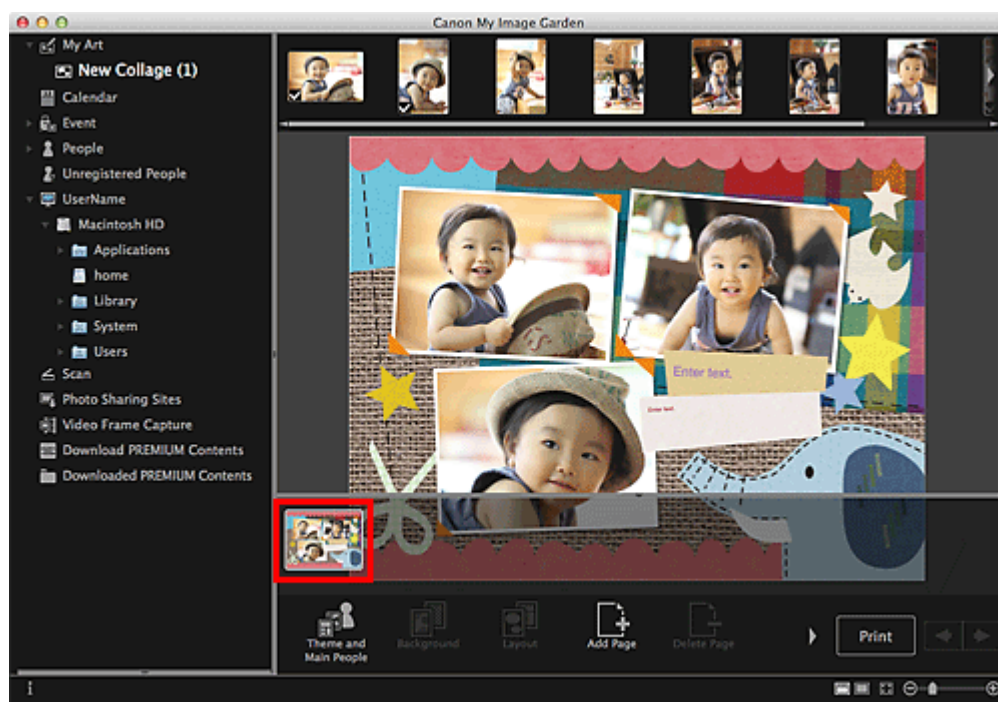 Canon My Image Garden
My Art
New Collage (1)
Calendar
Event
People
Unregistered People
UserName
Macintosh HD
Applications
home
Library
System
Users
Scan
Photo Sharing Sites
Video Frame Capture
Download PREMIUM Contents
Downloaded PREMIUM Contents
Enter text.
Enter text.
Theme and
Main People
Background
Layout
Add Page
Delete Page
Print